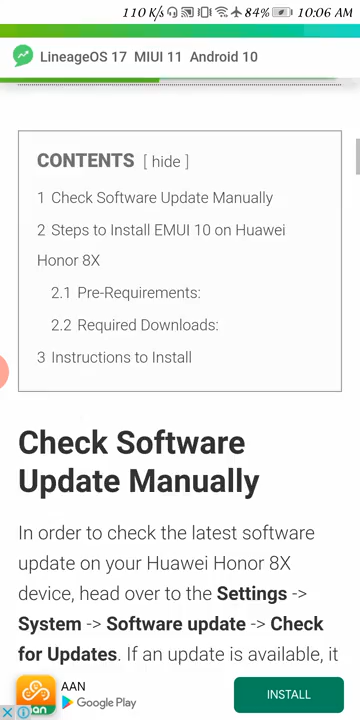 110 K/s 84% 10:06 AM
LineageOS 17 MIUI 11 Android 10
CONTENTS [ hide ]
1 Check Software Update Manually
2 Steps to Install EMUI 10 on Huawei
Honor 8X
2.1 Pre-Requirements:
2.2 Required Downloads:
3 Instructions to Install
Check Software
Update Manually
In order to check the latest software
update on your Huawei Honor 8X
device, head over to the Settings ->
System -> Software update -> Check
for Updates. If an update is available, it
AAN
Google Play
INSTALL